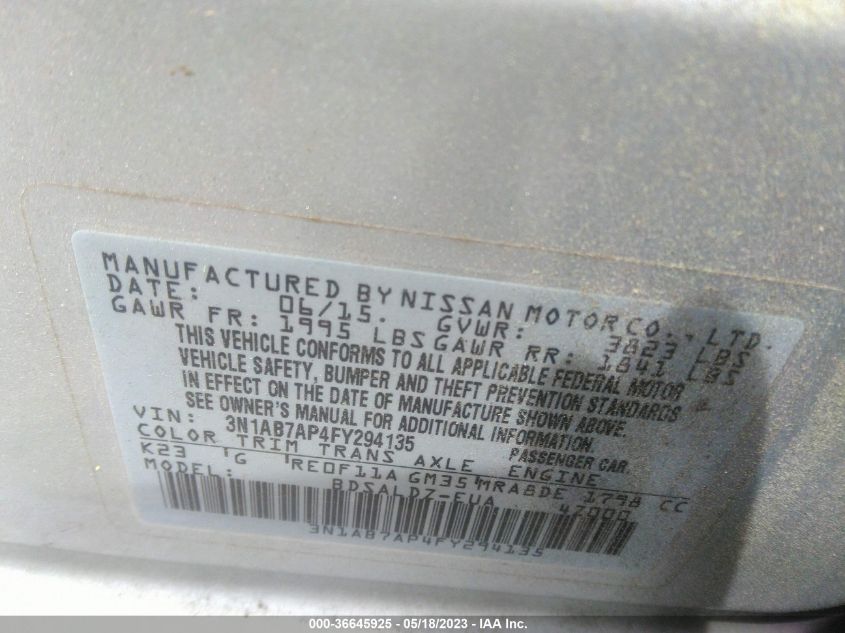 MANUFACTURED BY NISSAN MOTOR CO., LTD.
DATE: 06/15. GVWR: 3823 LBS
GAWR FR: 1995 LBS GAWR RR: 1841 LBS
THIS VEHICLE CONFORMS TO ALL APPLICABLE FEDERAL MOTOR
VEHICLE SAFETY, BUMPER AND THEFT PREVENTION STANDARDS
IN EFFECT ON THE DATE OF MANUFACTURE SHOWN ABOVE.
SEE OWNER'S MANUAL FOR ADDITIONAL INFORMATION.
VIN: 3N1AB7AP4FY294135 PASSENGER CAR
COLOR TRIM TRANS AXLE ENGINE
K23 G RE0F11A GM35 MRA8DE 1798 CC
MODEL: BDSALDZ-EUA 47000
3N1AB7AP4FY294135
000-36645925 - 05/18/2023 - IAA Inc.